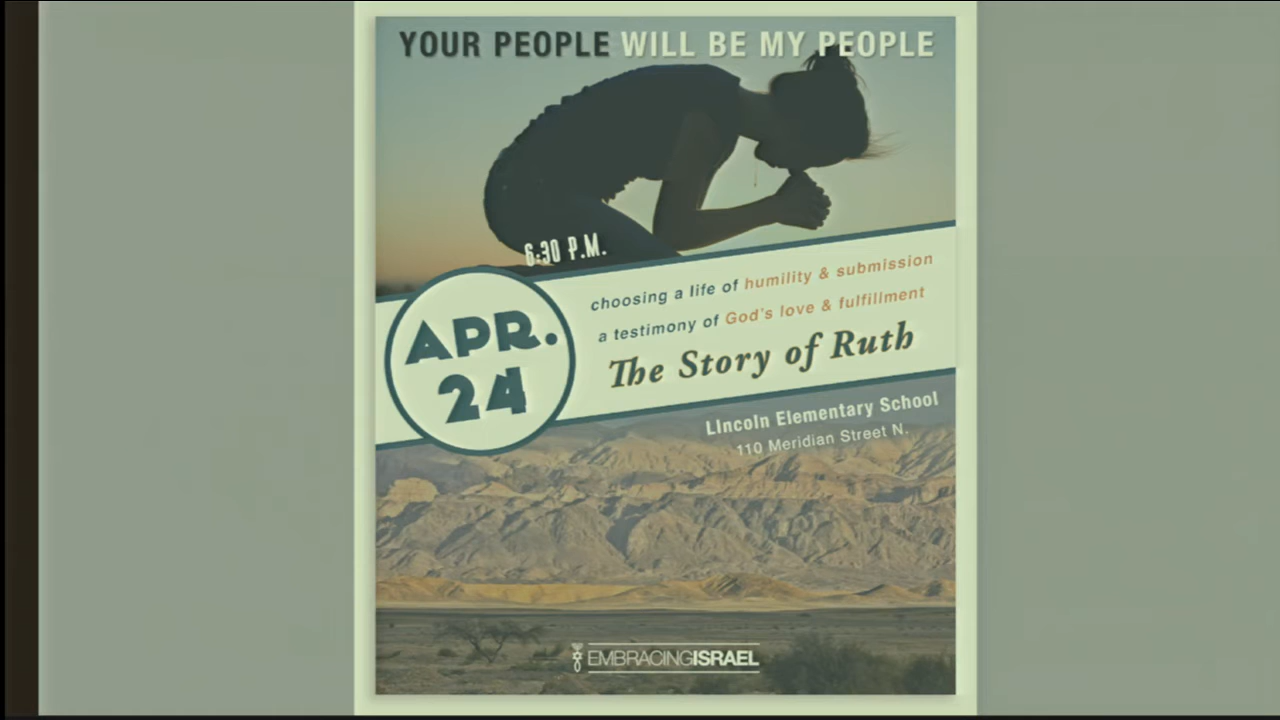 YOUR PEOPLE WILL BE MY PEOPLE
6:30 P.M.
APR.
24
choosing a life of humility & submission
a testimony of God's love & fulfillment
The Story of Ruth
LIncoln Elementary School
110 Meridian Street N.
EMBRACINGISRAEL